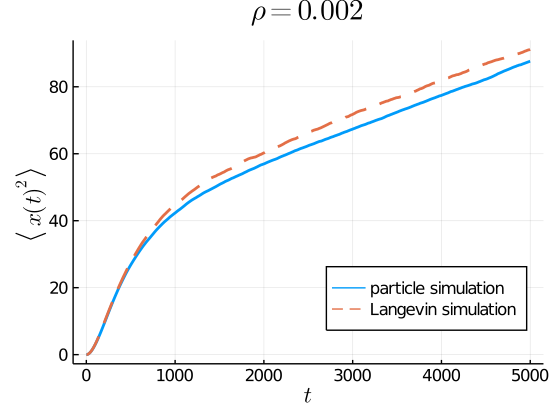 ρ = 0.002
⟨ x(t)² ⟩
80
60
40
20
0
0 1000 2000 3000 4000 5000
t
particle simulation
Langevin simulation